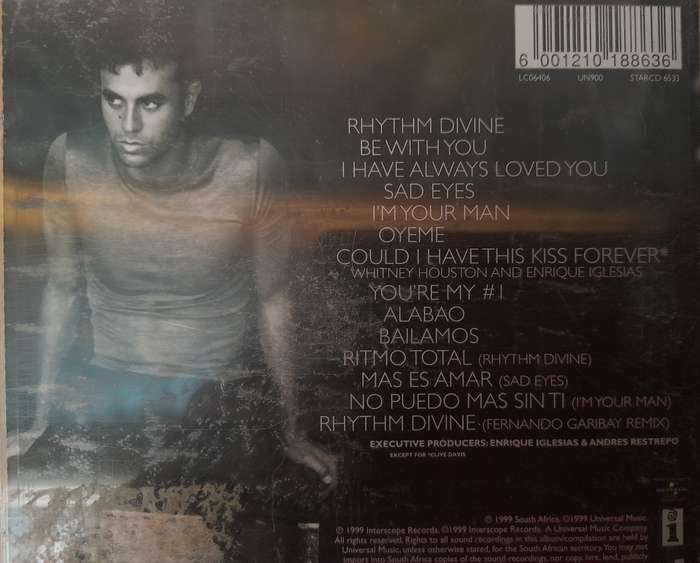 6 001210 188636
LC06406 UN900 STARCD 6531
RHYTHM DIVINE
BE WITH YOU
I HAVE ALWAYS LOVED YOU
SAD EYES
I'M YOUR MAN
OYEME
COULD I HAVE THIS KISS FOREVER*
WHITNEY HOUSTON AND ENRIQUE IGLESIAS
YOU'RE MY #1
ALABAO
BAILAMOS
RITMO TOTAL (RHYTHM DIVINE)
MAS ES AMAR (SAD EYES)
NO PUEDO MAS SIN TI (I'M YOUR MAN)
RHYTHM DIVINE (FERNANDO GARIBAY REMIX)
EXECUTIVE PRODUCERS: ENRIQUE IGLESIAS & ANDRES RESTREPO
EXCEPT FOR *CLIVE DAVIS
℗ 1999 South Africa. ©1999 Universal Music.
℗ 1999 Interscope Records. ©1999 Interscope Records. A Universal Music Company
All rights reserved. Rights to all sound recordings in this album/compilation are held by
Universal Music, unless otherwise stated, for the South African territory. You may not
import into South Africa copies of the sound recordings, nor copy, hire, lend, publicly
i